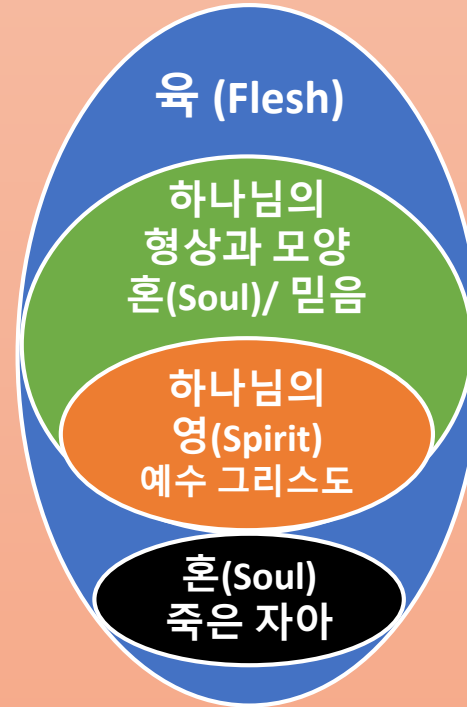 육 (Flesh)
하나님의
형상과 모양
혼(Soul)/ 믿음
하나님의
영(Spirit)
예수 그리스도
혼(Soul)
죽은 자아